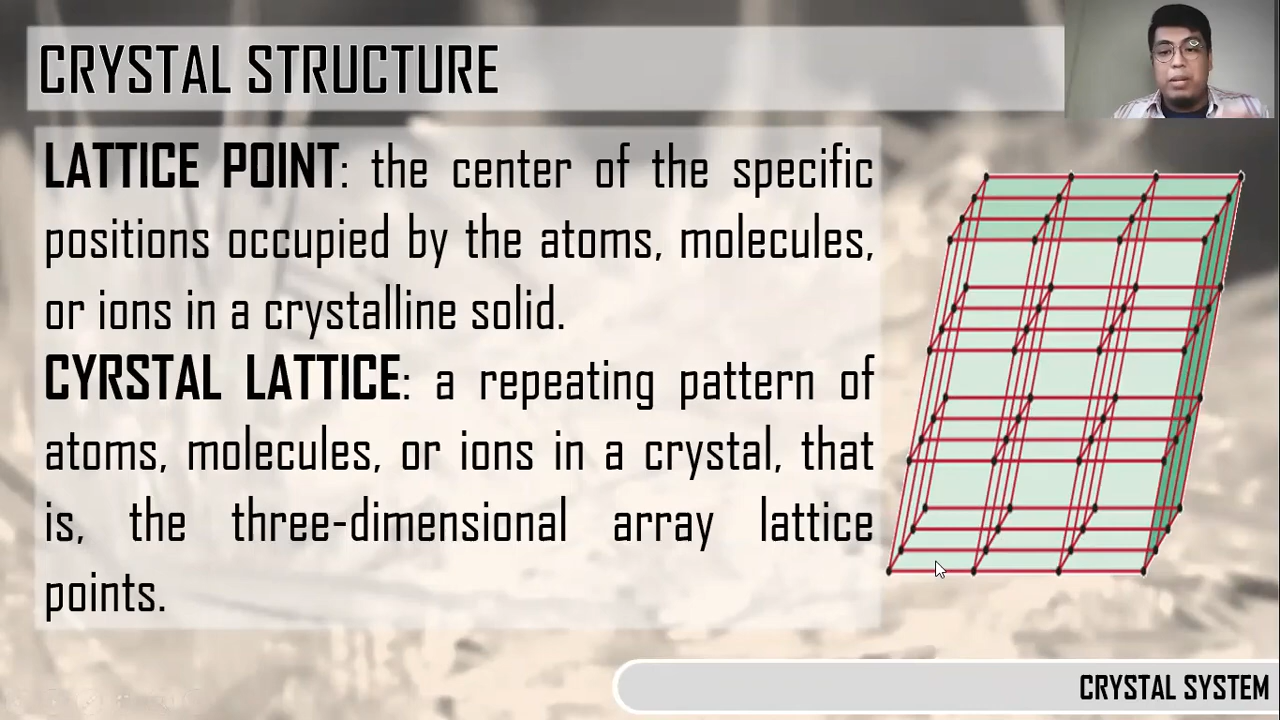 CRYSTAL STRUCTURE
LATTICE POINT: the center of the specific
positions occupied by the atoms, molecules,
or ions in a crystalline solid.
CYRSTAL LATTICE: a repeating pattern of
atoms, molecules, or ions in a crystal, that
is, the three-dimensional array lattice
points.
CRYSTAL SYSTEM